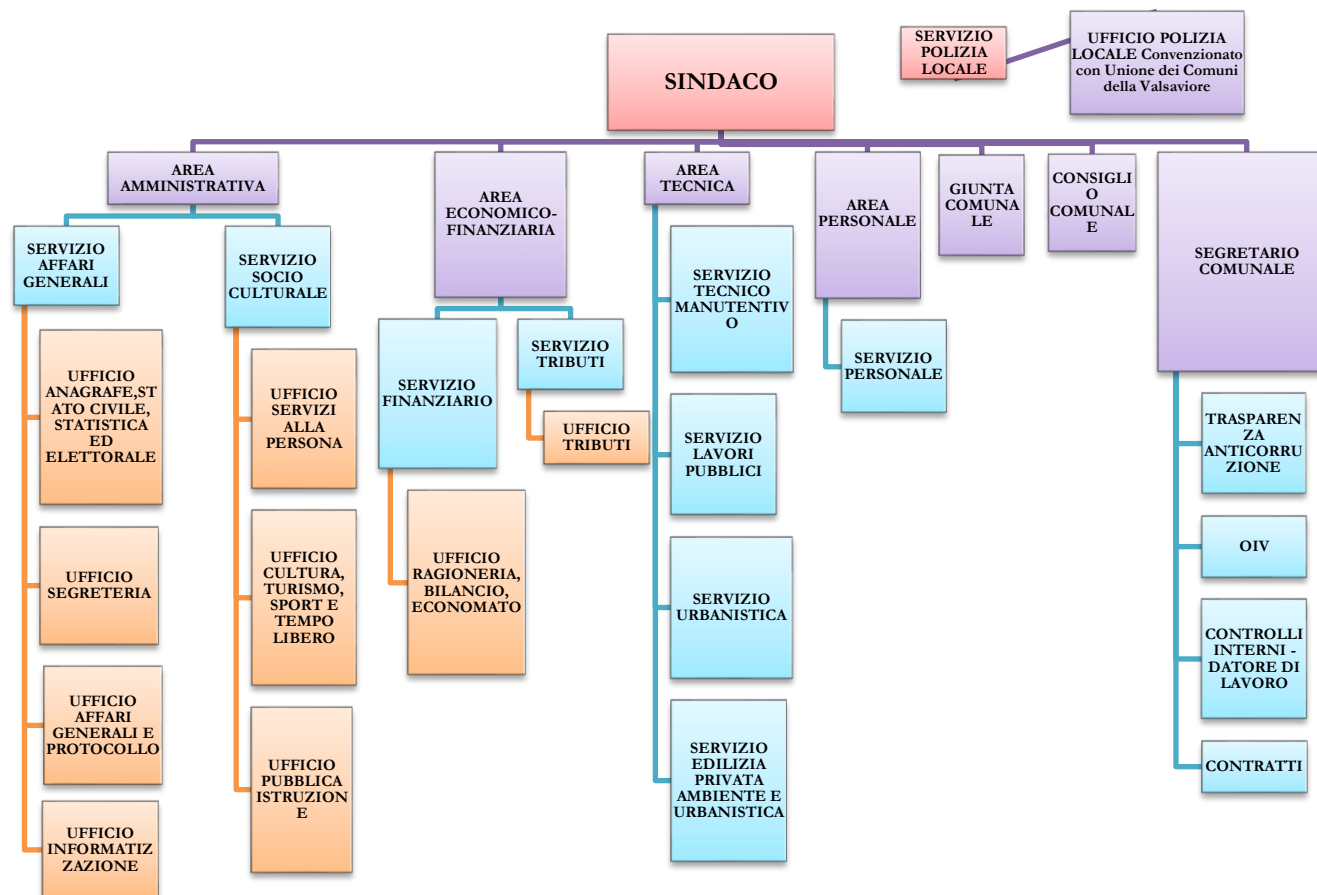 SINDACO
SERVIZIO
POLIZIA
LOCALE
UFFICIO POLIZIA
LOCALE Convenzionato
con Unione dei Comuni
della Valsaviore
AREA
AMMINISTRATIVA
SERVIZIO
AFFARI
GENERALI
UFFICIO
ANAGRAFE,ST
ATO CIVILE,
STATISTICA
ED
ELETTORALE
UFFICIO
SEGRETERIA
UFFICIO
AFFARI
GENERALI E
PROTOCOLLO
UFFICIO
INFORMATIZ
ZAZIONE
SERVIZIO
SOCIO
CULTURALE
UFFICIO
SERVIZI
ALLA
PERSONA
UFFICIO
CULTURA,
TURISMO,
SPORT E
TEMPO
LIBERO
UFFICIO
PUBBLICA
ISTRUZION
E
AREA
ECONOMICO-
FINANZIARIA
SERVIZIO
FINANZIARIO
UFFICIO
RAGIONERIA,
BILANCIO,
ECONOMATO
SERVIZIO
TRIBUTI
UFFICIO
TRIBUTI
AREA
TECNICA
SERVIZIO
TECNICO
MANUTENTIV
O
SERVIZIO
LAVORI
PUBBLICI
SERVIZIO
URBANISTICA
SERVIZIO
EDILIZIA
PRIVATA
AMBIENTE E
URBANISTICA
AREA
PERSONALE
SERVIZIO
PERSONALE
GIUNTA
COMUNA
LE
CONSIGLI
O
COMUNAL
E
SEGRETARIO
COMUNALE
TRASPAREN
ZA
ANTICORRU
ZIONE
OIV
CONTROLLI
INTERNI -
DATORE DI
LAVORO
CONTRATTI